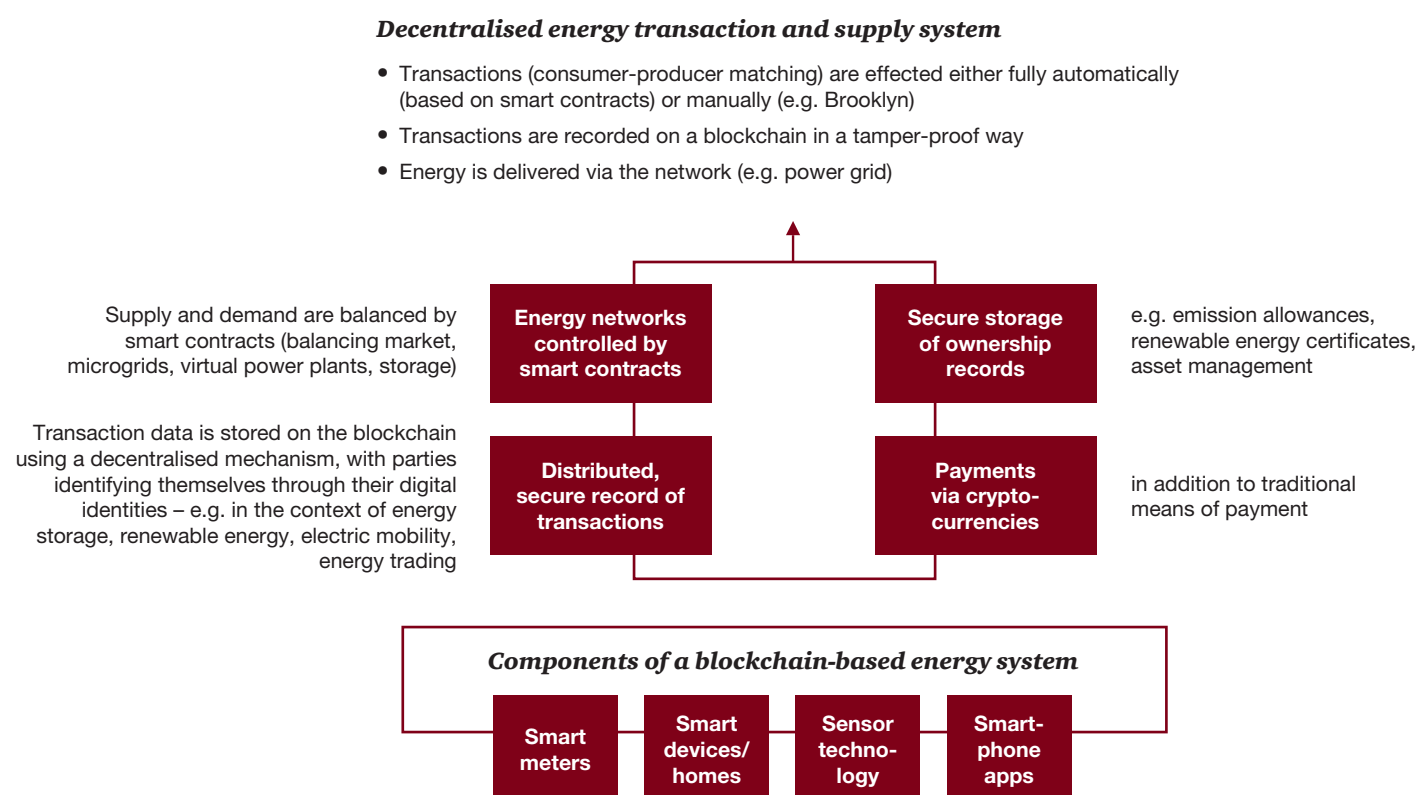 Decentralised energy transaction and supply system
• Transactions (consumer-producer matching) are effected either fully automatically
(based on smart contracts) or manually (e.g. Brooklyn)
• Transactions are recorded on a blockchain in a tamper-proof way
• Energy is delivered via the network (e.g. power grid)
Supply and demand are balanced by
smart contracts (balancing market,
microgrids, virtual power plants, storage)
Energy networks
controlled by
smart contracts
Secure storage
of ownership
records
e.g. emission allowances,
renewable energy certificates,
asset management
Transaction data is stored on the blockchain
using a decentralised mechanism, with parties
identifying themselves through their digital
identities – e.g. in the context of energy
storage, renewable energy, electric mobility,
energy trading
Distributed,
secure record of
transactions
Payments
via crypto-
currencies
in addition to traditional
means of payment
Components of a blockchain-based energy system
Smart
meters
Smart
devices/
homes
Sensor
techno-
logy
Smart-
phone
apps